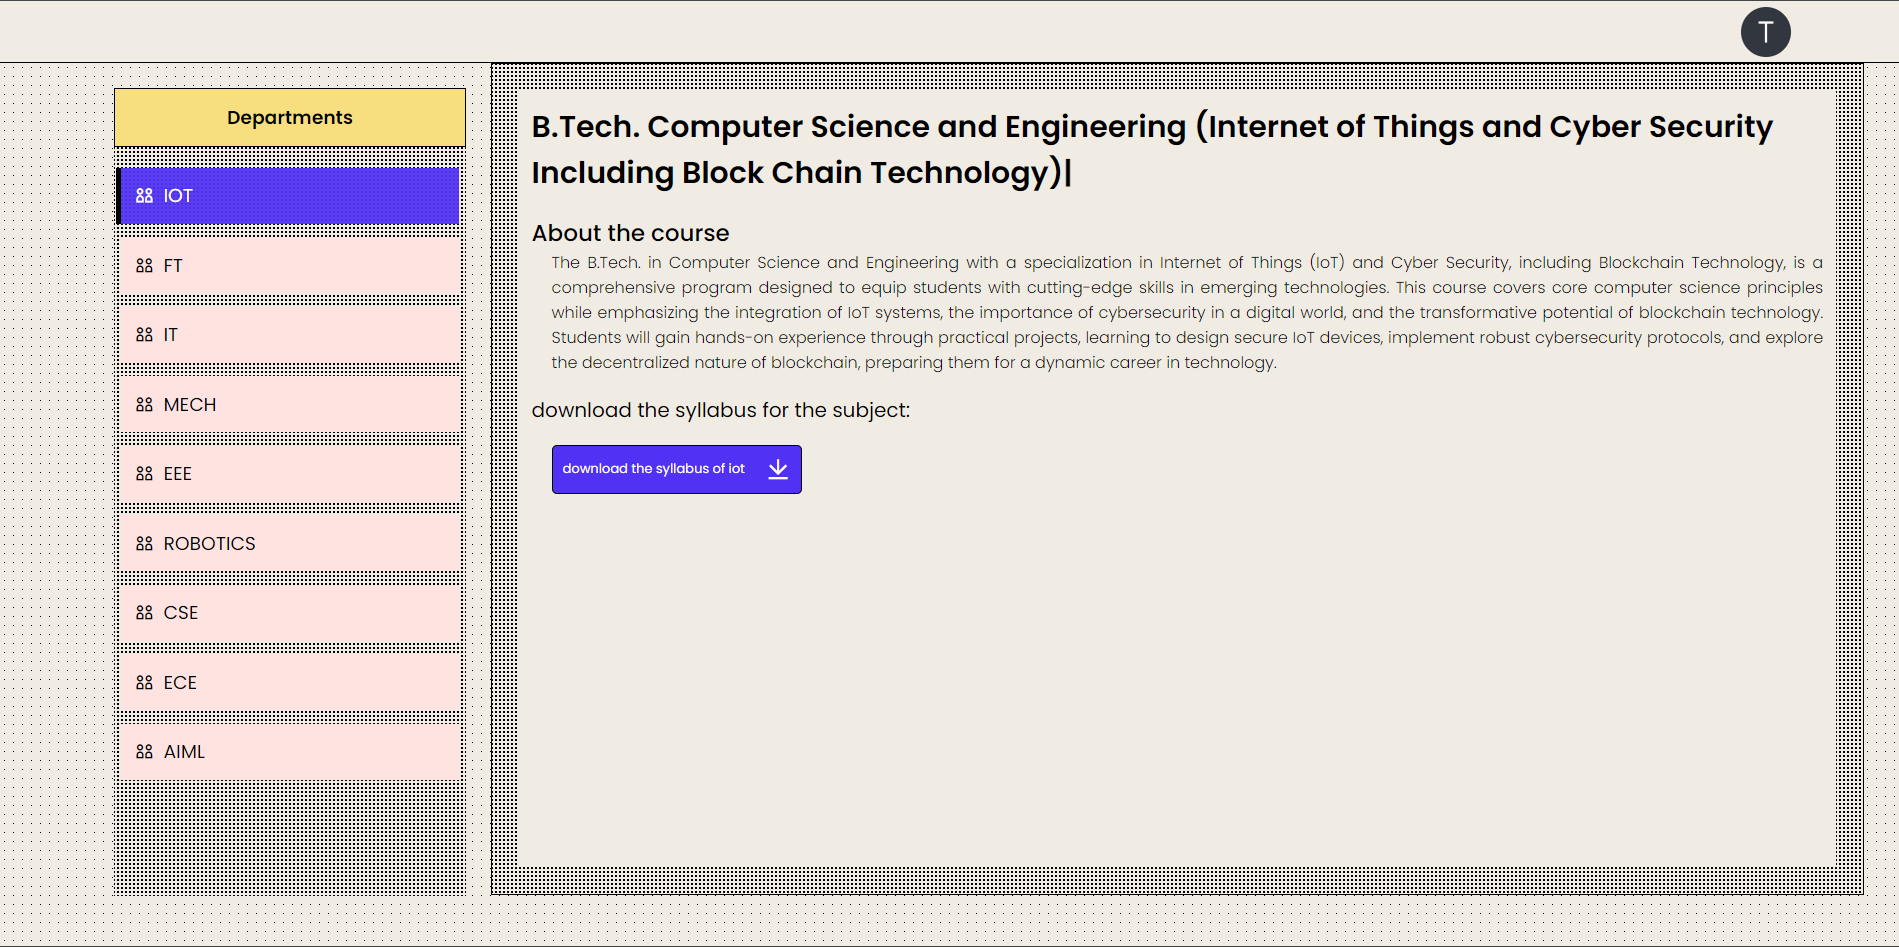 T
Departments
IOT
FT
IT
MECH
EEE
ROBOTICS
CSE
ECE
AIML
B.Tech. Computer Science and Engineering (Internet of Things and Cyber Security
Including Block Chain Technology)|
About the course
The B.Tech. in Computer Science and Engineering with a specialization in Internet of Things (IoT) and Cyber Security, including Blockchain Technology, is a
comprehensive program designed to equip students with cutting-edge skills in emerging technologies. This course covers core computer science principles
while emphasizing the integration of IoT systems, the importance of cybersecurity in a digital world, and the transformative potential of blockchain technology.
Students will gain hands-on experience through practical projects, learning to design secure IoT devices, implement robust cybersecurity protocols, and explore
the decentralized nature of blockchain, preparing them for a dynamic career in technology.
download the syllabus for the subject:
download the syllabus of iot